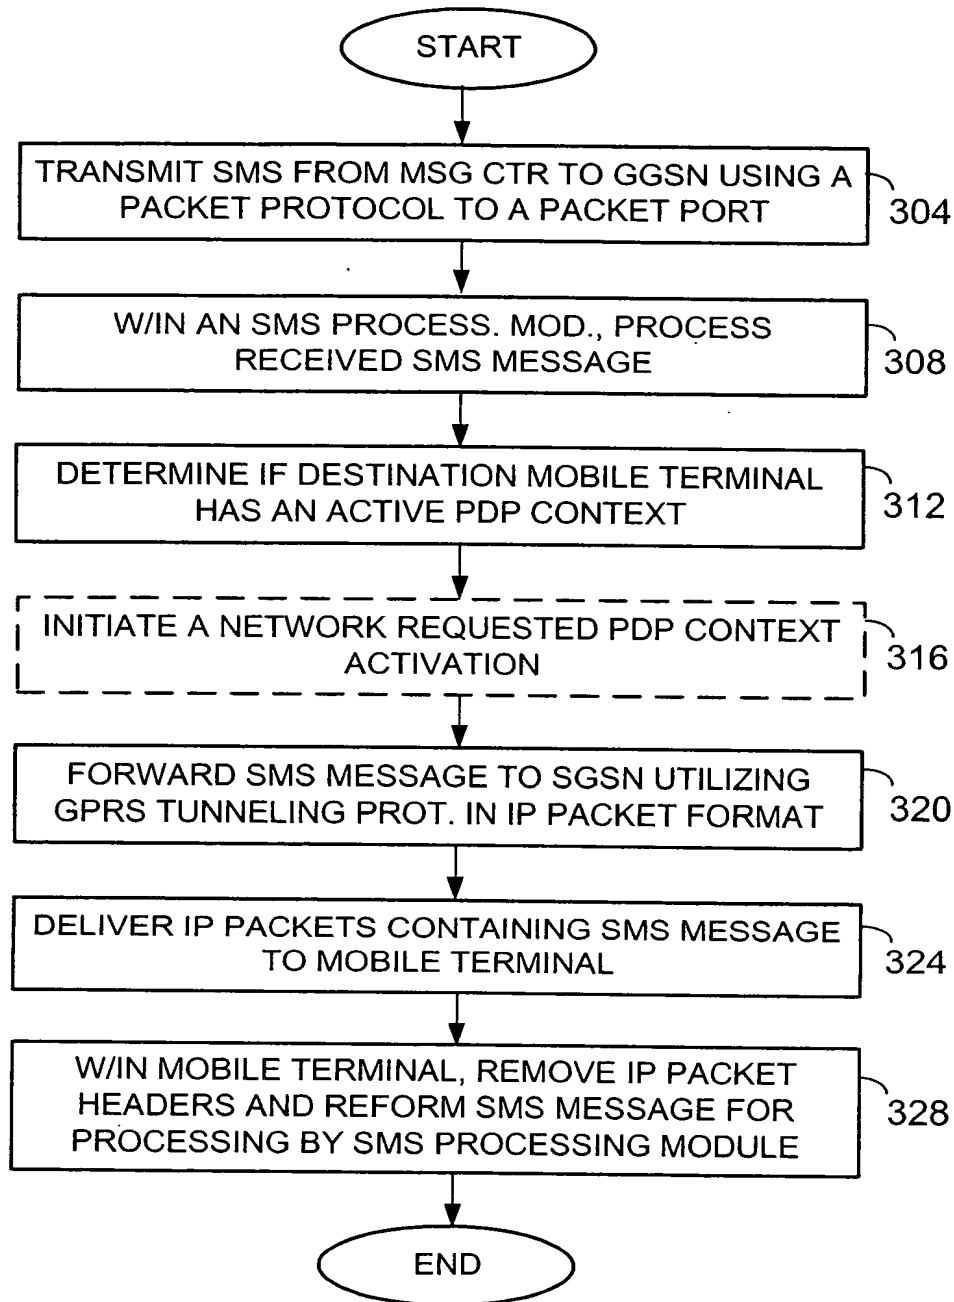 START
TRANSMIT SMS FROM MSG CTR TO GGSN USING A
PACKET PROTOCOL TO A PACKET PORT
304
W/IN AN SMS PROCESS. MOD., PROCESS
RECEIVED SMS MESSAGE
308
DETERMINE IF DESTINATION MOBILE TERMINAL
HAS AN ACTIVE PDP CONTEXT
312
INITIATE A NETWORK REQUESTED PDP CONTEXT
ACTIVATION
316
FORWARD SMS MESSAGE TO SGSN UTILIZING
GPRS TUNNELING PROT. IN IP PACKET FORMAT
320
DELIVER IP PACKETS CONTAINING SMS MESSAGE
TO MOBILE TERMINAL
324
W/IN MOBILE TERMINAL, REMOVE IP PACKET
HEADERS AND REFORM SMS MESSAGE FOR
PROCESSING BY SMS PROCESSING MODULE
328
END